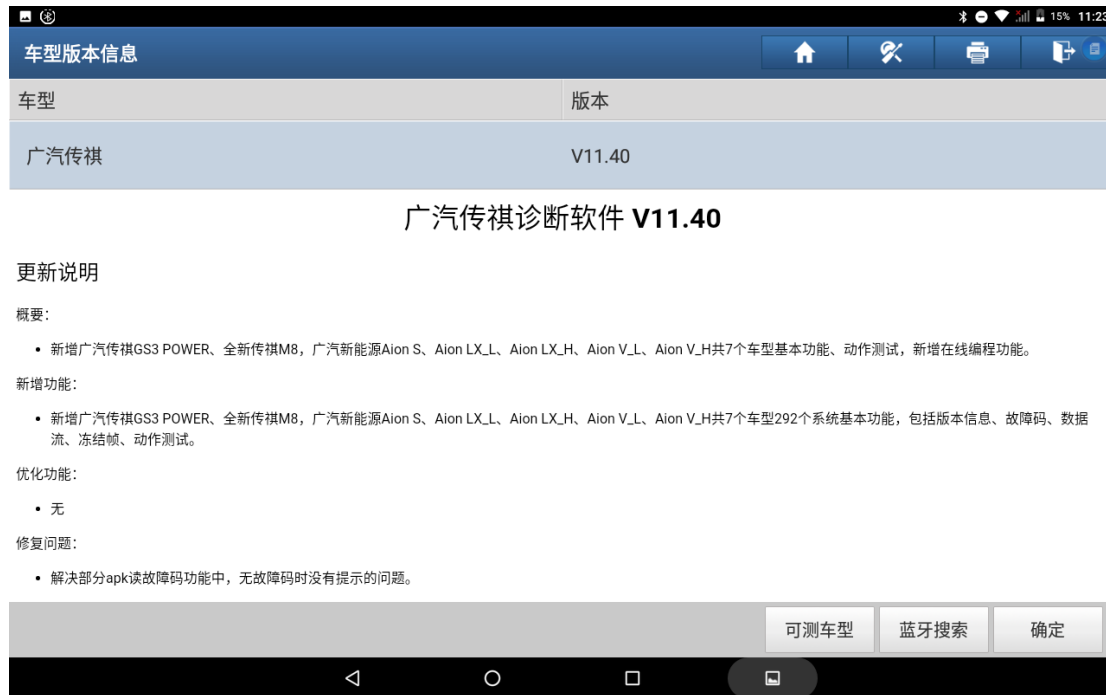 15% 11:23
车型版本信息
车型 版本
广汽传祺 V11.40
广汽传祺诊断软件 V11.40
更新说明
概要：
• 新增广汽传祺GS3 POWER、全新传祺M8，广汽新能源Aion S、Aion LX_L、Aion LX_H、Aion V_L、Aion V_H共7个车型基本功能、动作测试，新增在线编程功能。
新增功能：
• 新增广汽传祺GS3 POWER、全新传祺M8，广汽新能源Aion S、Aion LX_L、Aion LX_H、Aion V_L、Aion V_H共7个车型292个系统基本功能，包括版本信息、故障码、数据
流、冻结帧、动作测试。
优化功能：
• 无
修复问题：
• 解决部分apk读故障码功能中，无故障码时没有提示的问题。
可测车型 蓝牙搜索 确定